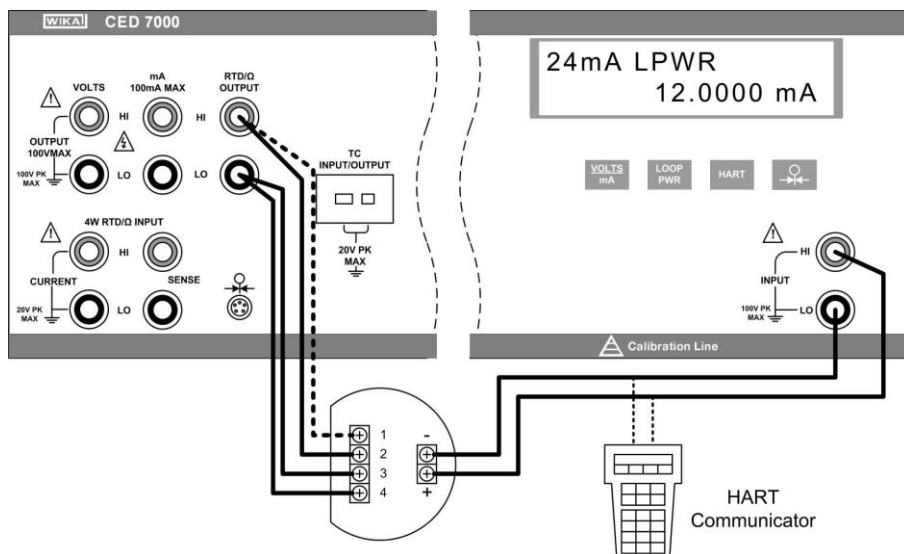 WIKA CED 7000
VOLTS
mA
100mA MAX
RTD/Ω
OUTPUT
HI
HI
OUTPUT
100VMAX
100V PK
MAX
LO
LO
TC
INPUT/OUTPUT
20V PK
MAX
4W RTD/Ω INPUT
HI
CURRENT
SENSE
20V PK
MAX
LO
24mA LPWR
12.0000 mA
VOLTS
mA
LOOP
PWR
HART
HI
INPUT
100V PK
MAX
LO
Calibration Line
1
2
3
4
-
+
HART
Communicator